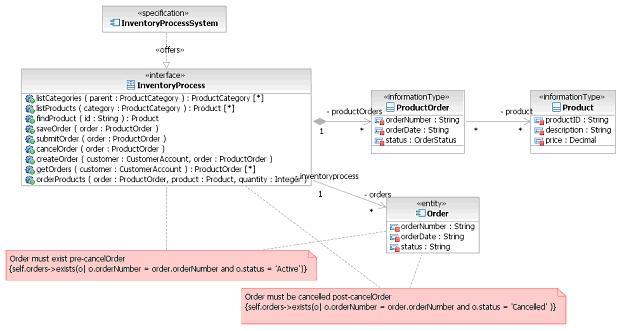 «specification»
InventoryProcessSystem
«offers»
«interface»
InventoryProcess
listCategories ( parent : ProductCategory ) : ProductCategory [*]
listProducts ( category : ProductCategory ) : Product [*]
findProduct ( id : String ) : Product
saveOrder ( order : ProductOrder )
submitOrder ( order : ProductOrder )
cancelOrder ( order : ProductOrder )
createOrder ( customer : CustomerAccount, order : ProductOrder )
getOrders ( customer : CustomerAccount ) : ProductOrder [*]
orderProducts ( order : ProductOrder, product : Product, quantity : Integer )
- productOrders
1
*
«informationType»
ProductOrder
orderNumber : String
orderDate : String
status : OrderStatus
- product
*
*
«informationType»
Product
productID : String
description : String
price : Decimal
- inventoryprocess
1
- orders
*
«entity»
Order
orderNumber : String
orderDate : String
status : String
Order must exist pre-cancelOrder
{self.orders->exists(o| o.orderNumber = order.orderNumber and o.status = 'Active')}
Order must be cancelled post-cancelOrder
{self.orders->exists(o| o.orderNumber = order.orderNumber and o.status = 'Cancelled' )}